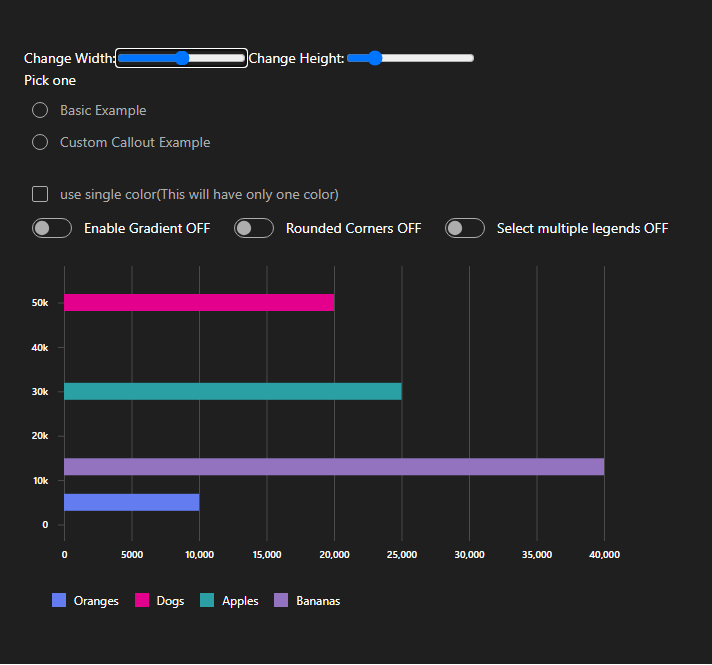 Change Width: Change Height:
Pick one
Basic Example
Custom Callout Example
use single color(This will have only one color)
Enable Gradient OFF Rounded Corners OFF Select multiple legends OFF
50k
40k
30k
20k
10k
0
0 5000 10,000 15,000 20,000 25,000 30,000 35,000 40,000
Oranges Dogs Apples Bananas